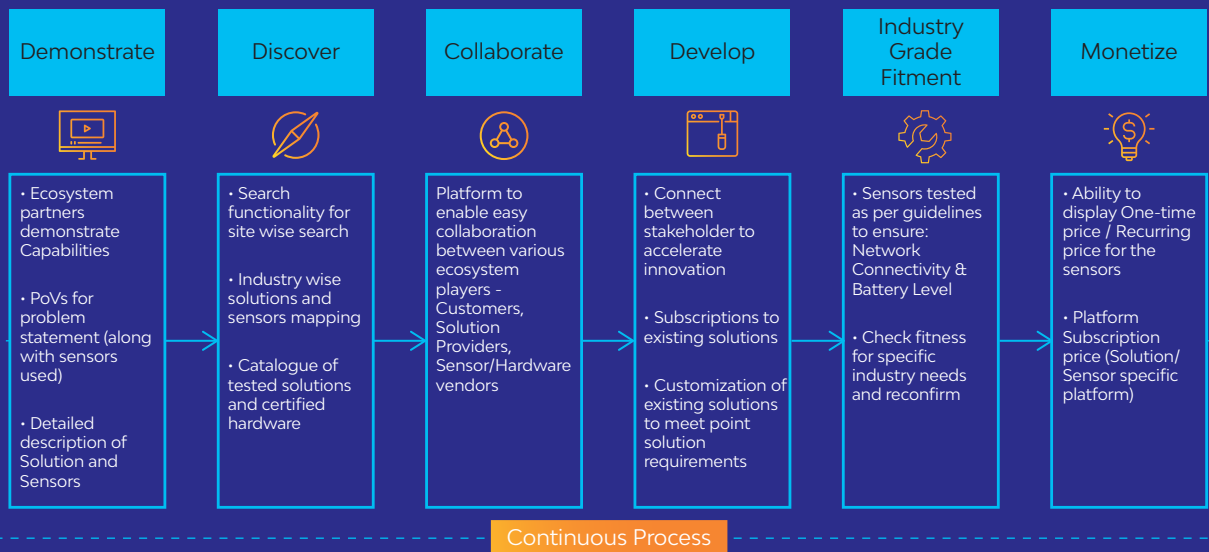 Demonstrate
Discover
Collaborate
Develop
Industry
Grade
Fitment
Monetize
• Ecosystem
partners
demonstrate
Capabilities
• PoVs for
problem
statement (along
with sensors
used)
• Detailed
description of
Solution and
Sensors
• Search
functionality for
site wise search
• Industry wise
solutions and
sensors mapping
• Catalogue of
tested solutions
and certified
hardware
Platform to
enable easy
collaboration
between various
ecosystem
players -
Customers,
Solution
Providers,
Sensor/Hardware
vendors
• Connect
between
stakeholder to
accelerate
innovation
• Subscriptions to
existing solutions
• Customization of
existing solutions
to meet point
solution
requirements
• Sensors tested
as per guidelines
to ensure:
Network
Connectivity &
Battery Level
• Check fitness
for specific
industry needs
and reconfirm
• Ability to
display One-time
price / Recurring
price for the
sensors
• Platform
Subscription
price (Solution/
Sensor specific
platform)
Continuous Process